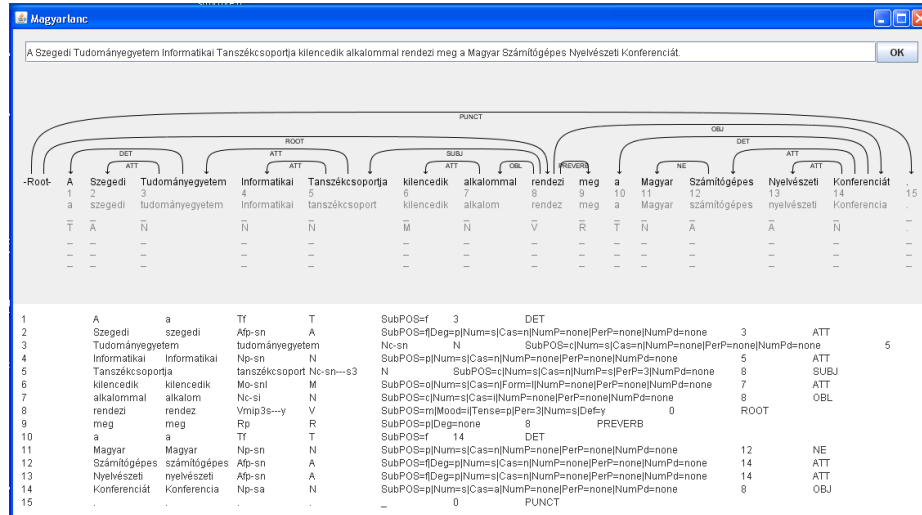 Magyarlanc
A Szegedi Tudományegyetem Informatikai Tanszékcsoportja kilencedik alkalommal rendezi meg a Magyar Számítógépes Nyelvészeti Konferenciát. OK
PUNCT
OBJ
ROOT DET
DET ATT SUBJ ATT
ATT ATT ATT OBL PREVERB NE ATT
-Root- A Szegedi Tudományegyetem Informatikai Tanszékcsoportja kilencedik alkalommal rendezi meg a Magyar Számítógépes Nyelvészeti Konferenciát .
1 2 3 4 5 6 7 8 9 10 11 12 13 14 15
a szegedi tudományegyetem Informatikai tanszékcsoport kilencedik alkalom rendez meg a Magyar számítógépes nyelvészeti Konferencia .
T A N N N M N V R T N A A N .
_ _ _ _ _ _ _ _ _ _ _ _ _ _ _
_ _ _ _ _ _ _ _ _ _ _ _ _ _ _
_ _ _ _ _ _ _ _ _ _ _ _ _ _ _
1 A a Tf T SubPOS=f 3 DET
2 Szegedi szegedi Afp-sn A SubPOS=f|Deg=p|Num=s|Cas=n|NumP=none|PerP=none|NumPd=none 3 ATT
3 Tudományegyetem tudományegyetem Nc-sn N SubPOS=c|Num=s|Cas=n|NumP=none|PerP=none|NumPd=none 5
4 Informatikai Informatikai Np-sn N SubPOS=p|Num=s|Cas=n|NumP=none|PerP=none|NumPd=none 5 ATT
5 Tanszékcsoportja tanszékcsoport Nc-sn---s3 N SubPOS=c|Num=s|Cas=n|NumP=s|PerP=3|NumPd=none 8 SUBJ
6 kilencedik kilencedik Mo-snl M SubPOS=o|Num=s|Cas=n|Form=l|NumP=none|PerP=none|NumPd=none 7 ATT
7 alkalommal alkalom Nc-si N SubPOS=c|Num=s|Cas=i|NumP=none|PerP=none|NumPd=none 8 OBL
8 rendezi rendez Vmip3s---y V SubPOS=m|Mood=i|Tense=p|Per=3|Num=s|Def=y 0 ROOT
9 meg meg Rp R SubPOS=p|Deg=none 8 PREVERB
10 a a Tf T SubPOS=f 14 DET
11 Magyar Magyar Np-sn N SubPOS=p|Num=s|Cas=n|NumP=none|PerP=none|NumPd=none 12 NE
12 Számítógépes számítógépes Afp-sn A SubPOS=f|Deg=p|Num=s|Cas=n|NumP=none|PerP=none|NumPd=none 14 ATT
13 Nyelvészeti nyelvészeti Afp-sn A SubPOS=f|Deg=p|Num=s|Cas=n|NumP=none|PerP=none|NumPd=none 14 ATT
14 Konferenciát Konferencia Np-sa N SubPOS=p|Num=s|Cas=a|NumP=none|PerP=none|NumPd=none 8 OBJ
15 . . . . _ 0 PUNCT